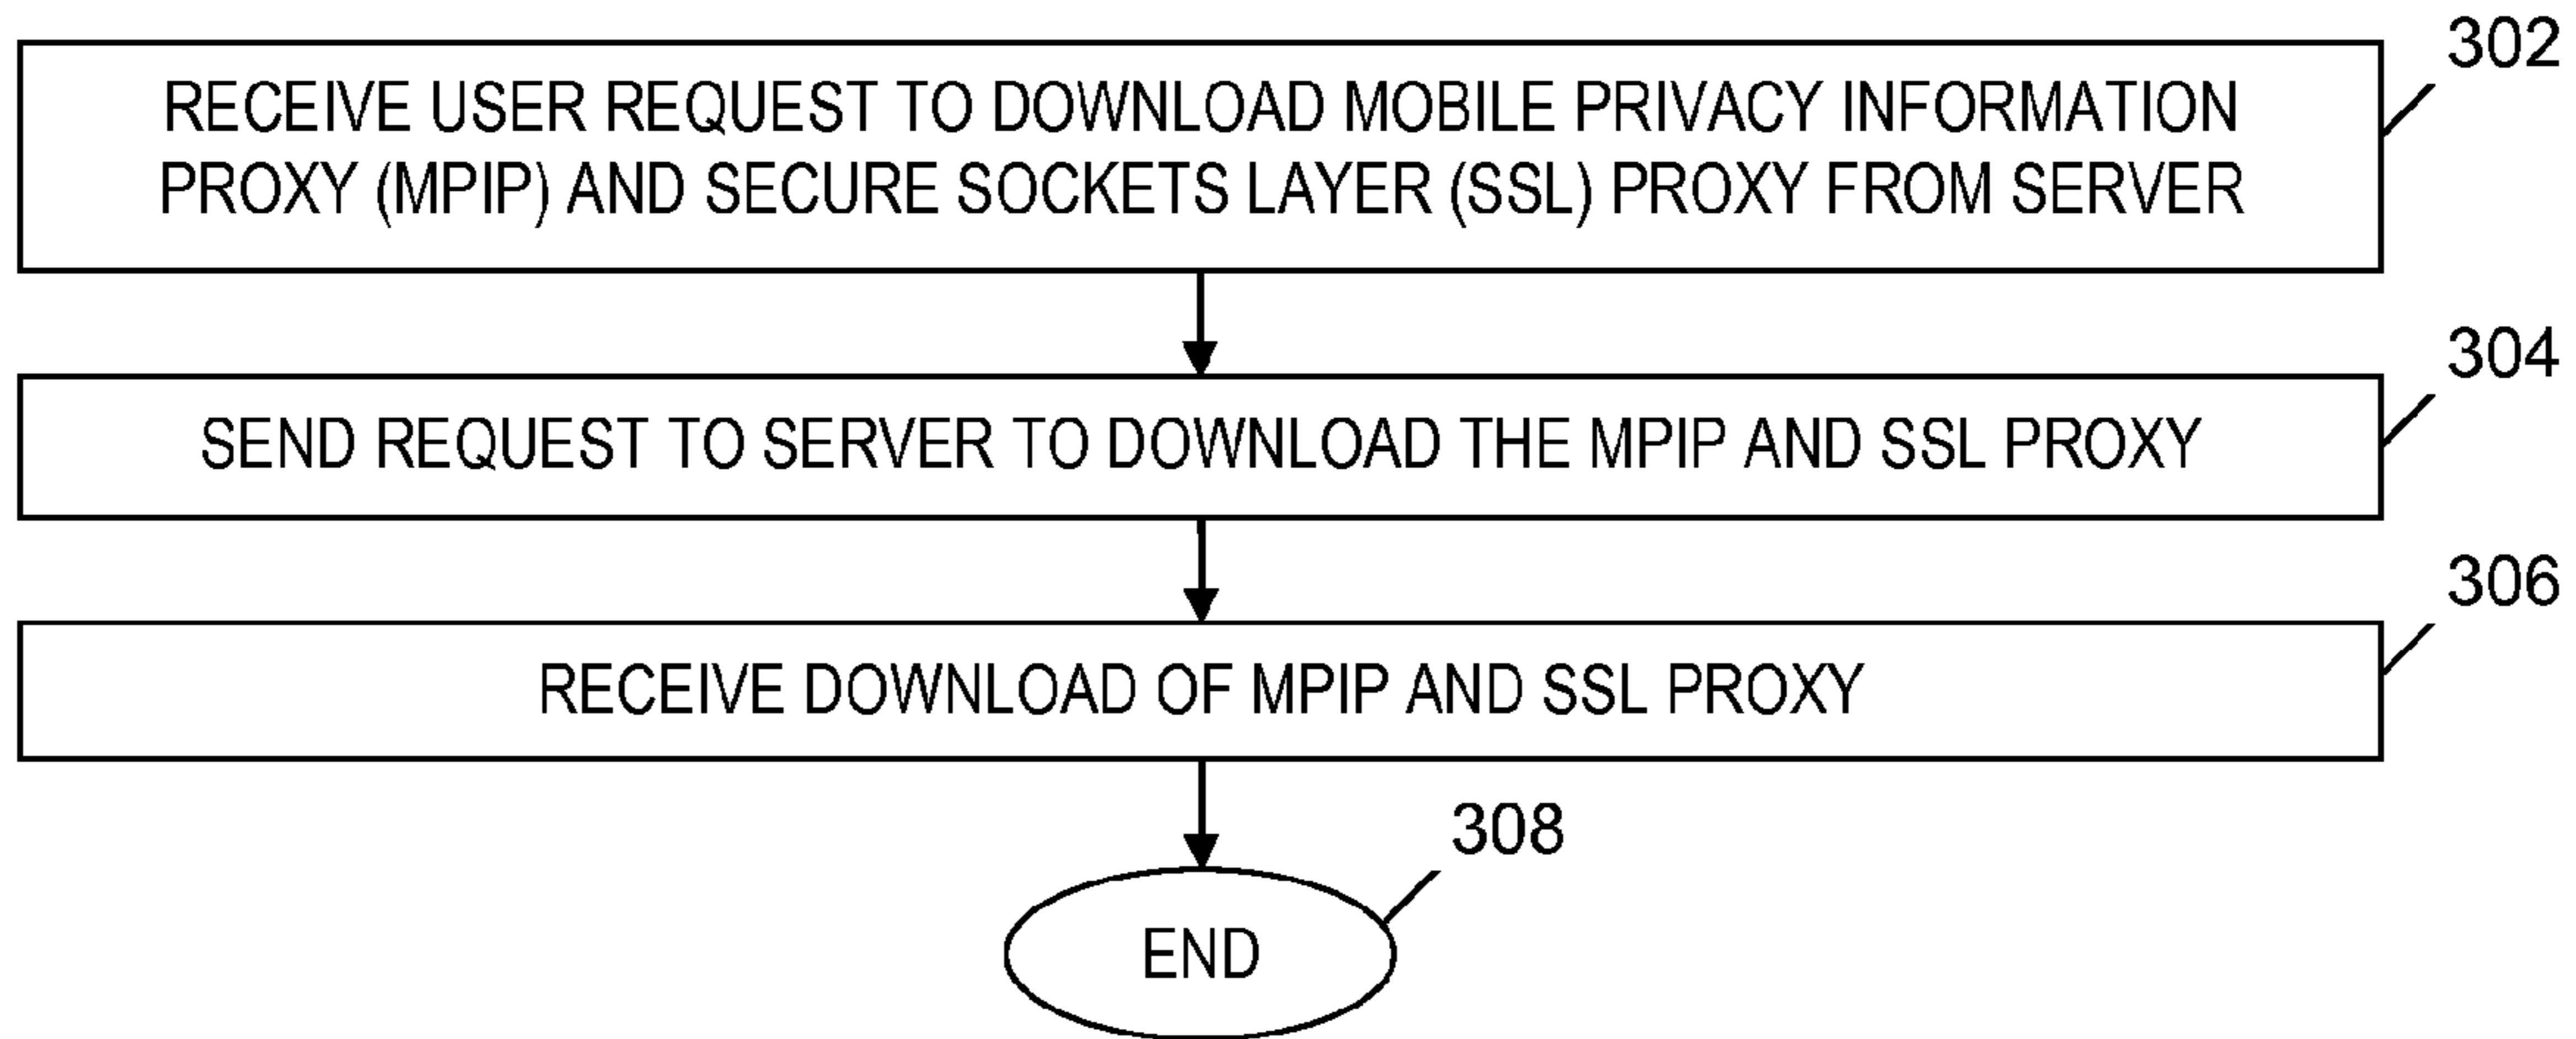 302
RECEIVE USER REQUEST TO DOWNLOAD MOBILE PRIVACY INFORMATION
PROXY (MPIP) AND SECURE SOCKETS LAYER (SSL) PROXY FROM SERVER
304
SEND REQUEST TO SERVER TO DOWNLOAD THE MPIP AND SSL PROXY
306
RECEIVE DOWNLOAD OF MPIP AND SSL PROXY
308
END